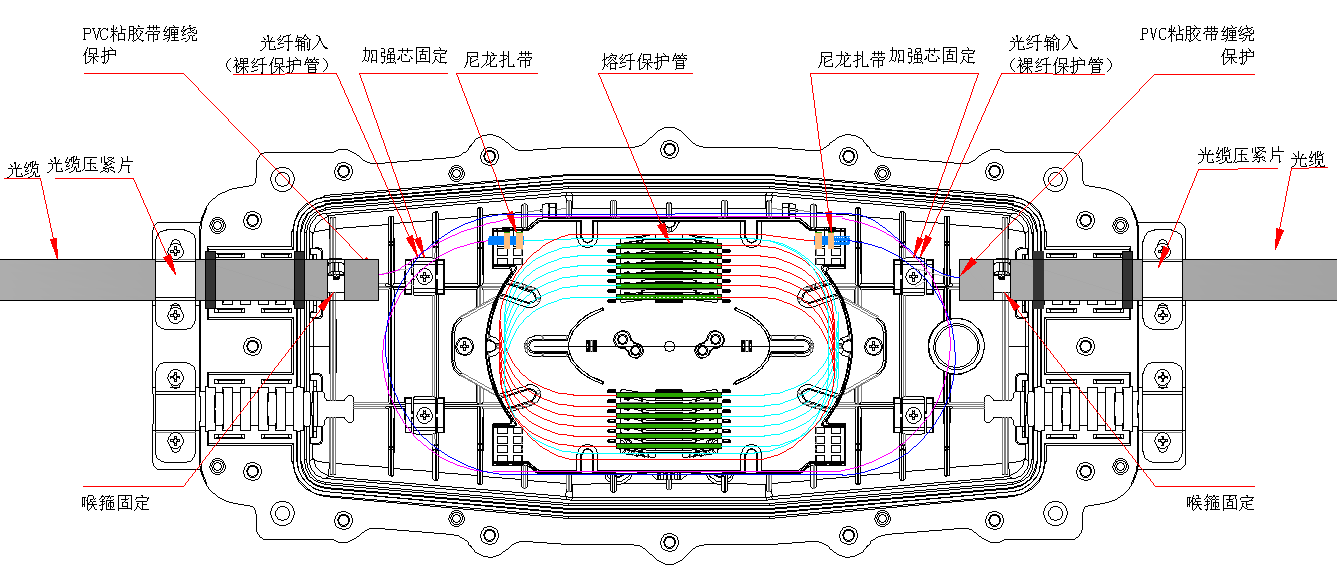 PVC粘胶带缠绕
保护
光纤输入
（裸纤保护管）
加强芯固定
尼龙扎带
熔纤保护管
尼龙扎带
加强芯固定
光纤输入
（裸纤保护管）
PVC粘胶带缠绕
保护
光缆
光缆压紧片
光缆压紧片
光缆
喉箍固定
喉箍固定